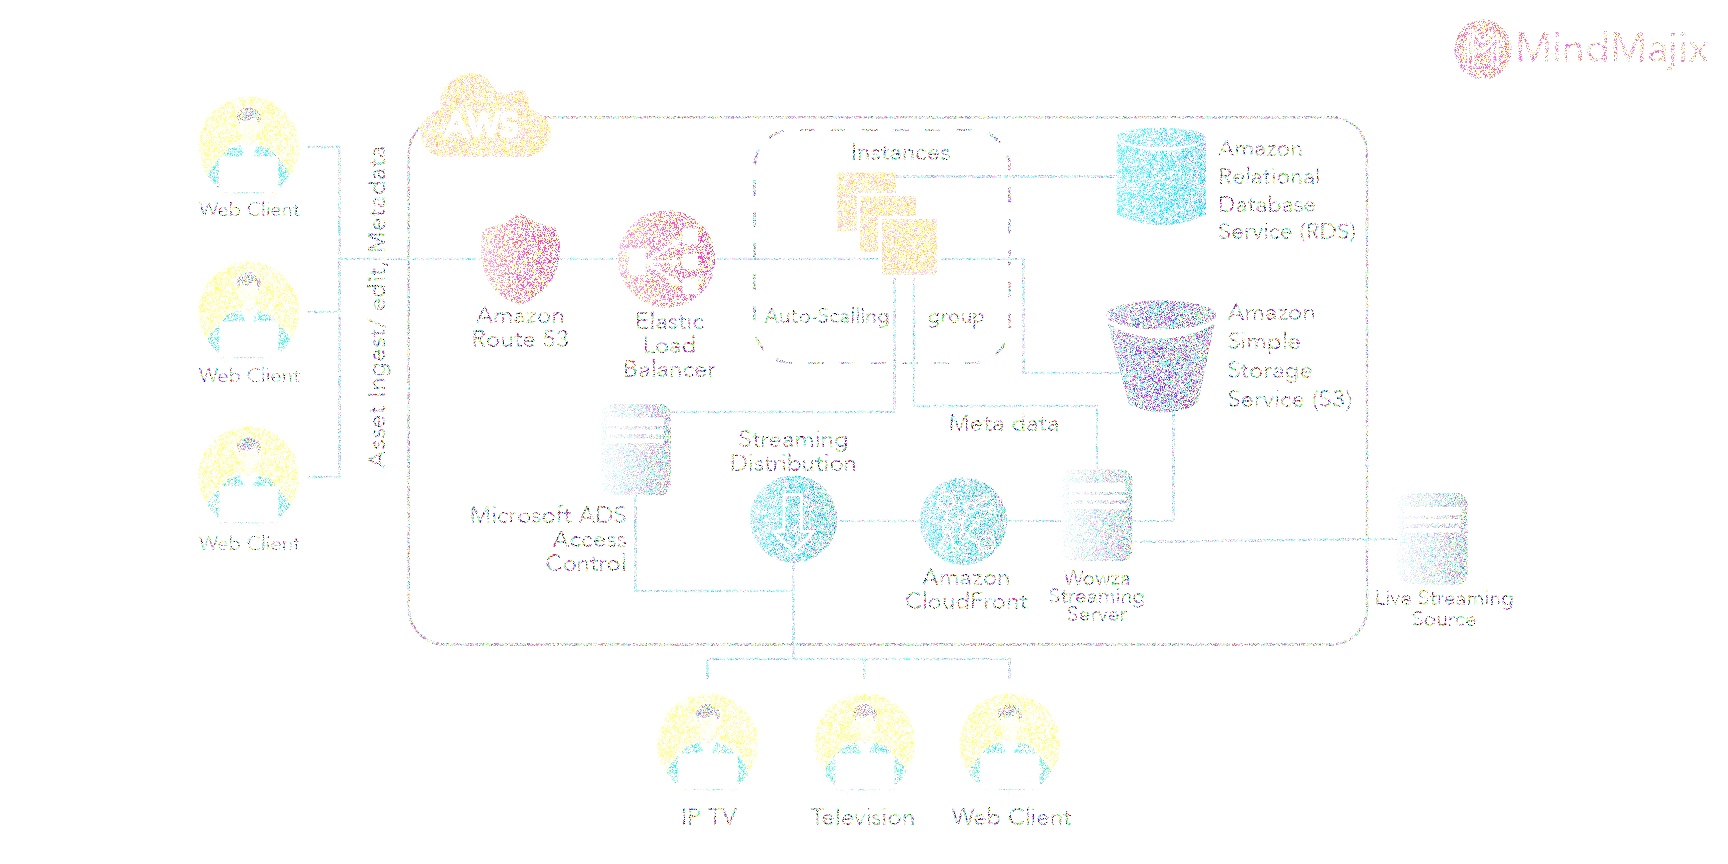 MindMajix
AWS
Instances
Amazon
Relational
Database
Service (RDS)
Web Client
Asset Ingest/ edit, Metadata
Amazon
Route 53
Elastic
Load
Balancer
Auto-Scalling group
Amazon
Simple
Storage
Service (S3)
Web Client
Meta data
Streaming
Distribution
Microsoft ADS
Access
Control
Web Client
Amazon
CloudFront
Wowza
Streaming
Server
Liva Streaming
Source
IP TV
Television
Web Client